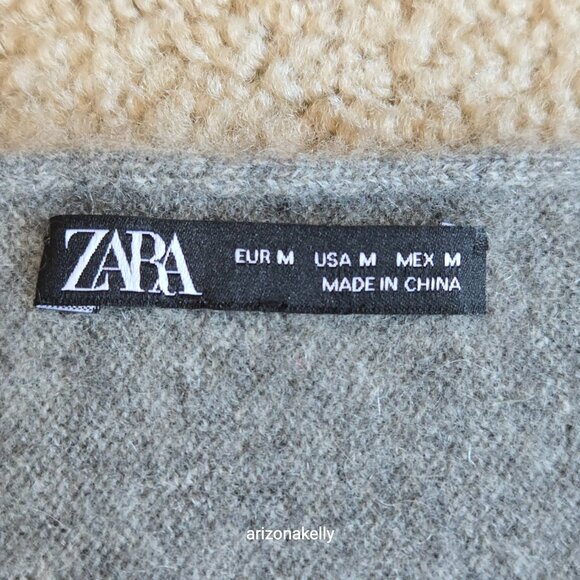 ZARA EUR M USA M MEX M
MADE IN CHINA
arizonakelly